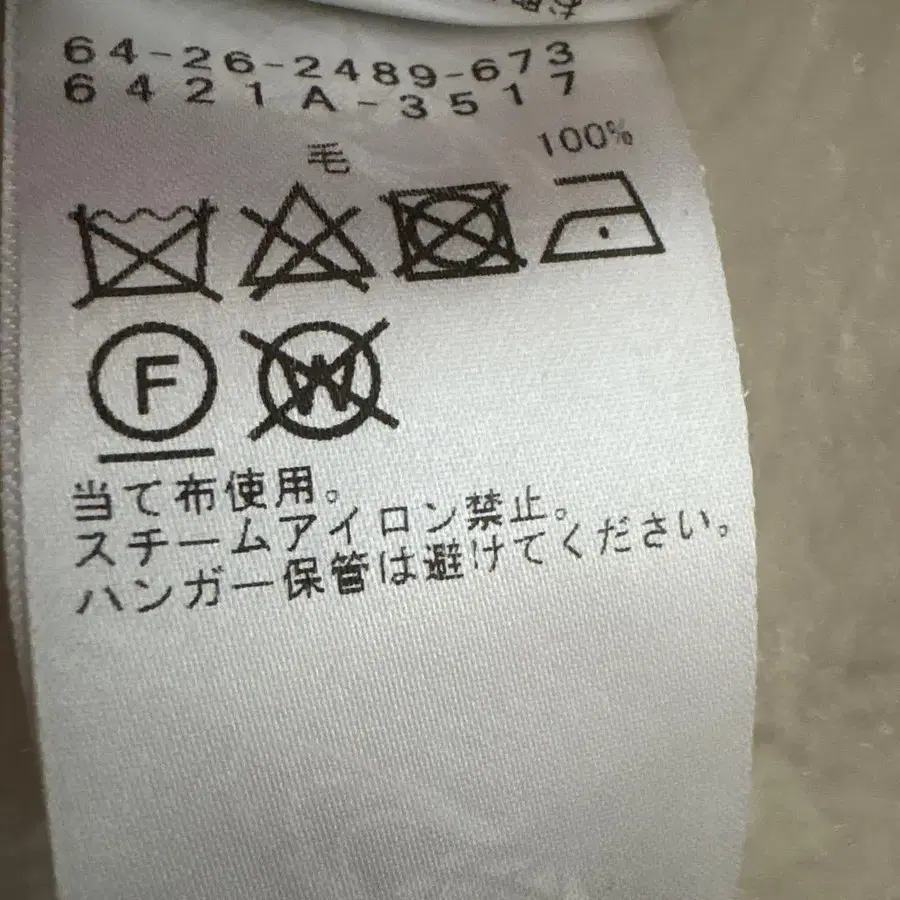 64-26-2489-673
6421A-3517
毛 100%
F W
当て布使用。
スチームアイロン禁止。
ハンガー保管は避けてください。